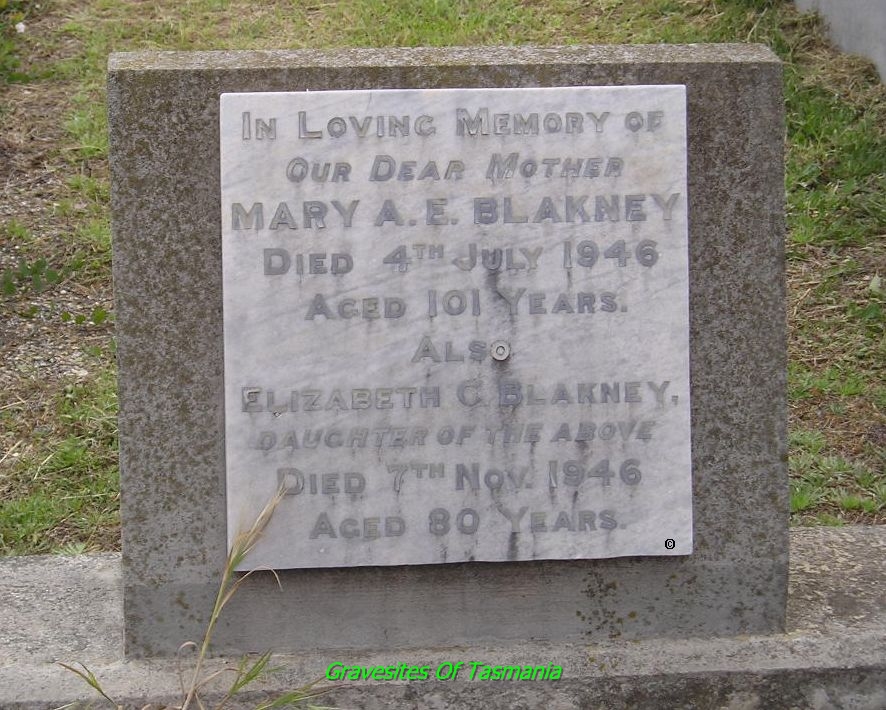 In Loving Memory of
Our Dear Mother
MARY A. E. BLAKNEY
Died 4TH July 1946
Aged 101 Years.
Also
Elizabeth C. Blakney,
Daughter of the above
Died 7TH Nov. 1946
Aged 80 Years.
©
Gravesites Of Tasmania